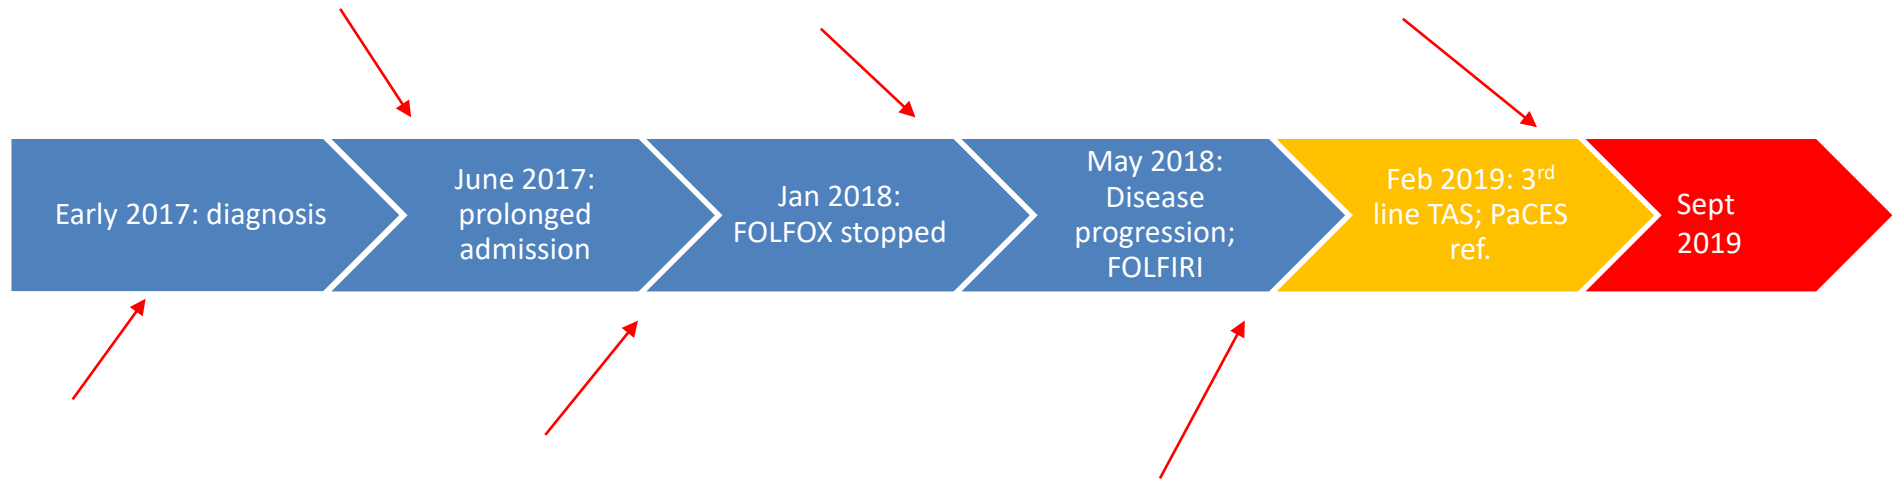 Early 2017: diagnosis
June 2017:
prolonged
admission
Jan 2018:
FOLFOX stopped
May 2018:
Disease
progression;
FOLFIRI
Feb 2019: 3rd
line TAS; PaCES
ref.
Sept
2019